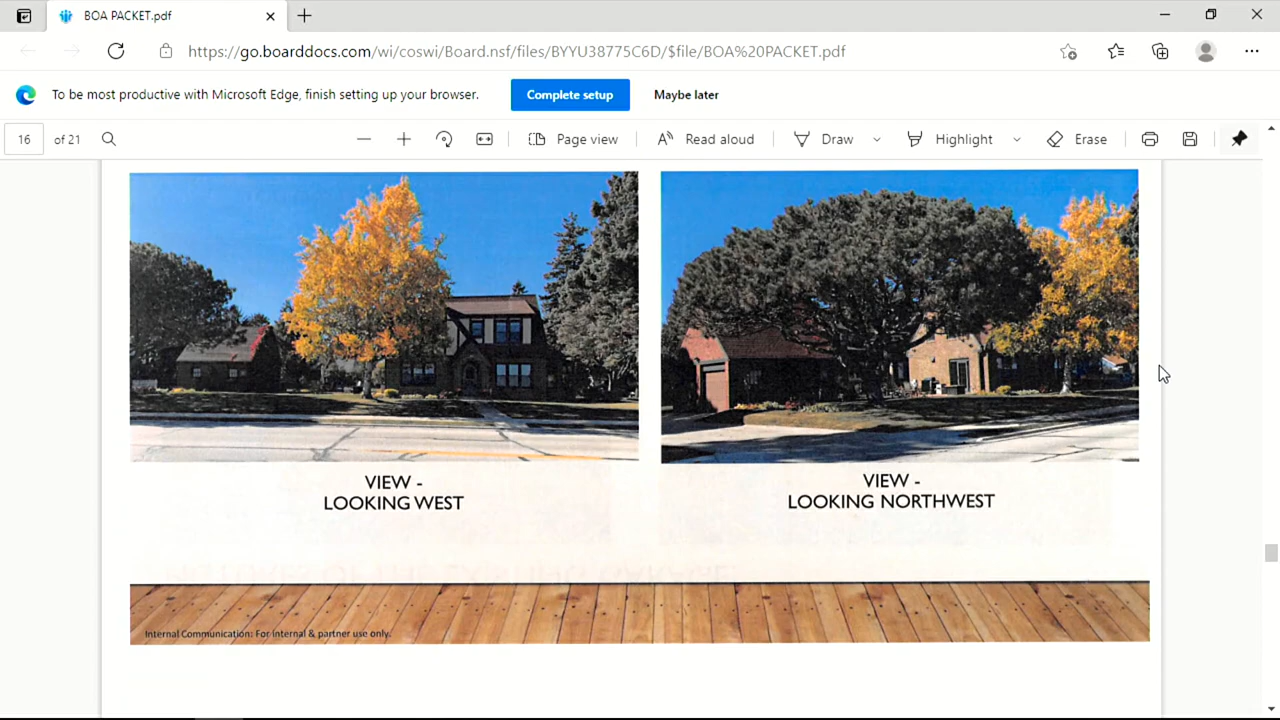 BOA PACKET.pdf
https://go.boarddocs.com/wi/coswi/Board.nsf/files/BYYU38775C6D/$file/BOA%20PACKET.pdf
To be most productive with Microsoft Edge, finish setting up your browser.
Complete setup
Maybe later
16 of 21
Page view
Read aloud
Draw
Highlight
Erase
VIEW -
LOOKING WEST
VIEW -
LOOKING NORTHWEST
Internal Communication: For Internal & partner use only.